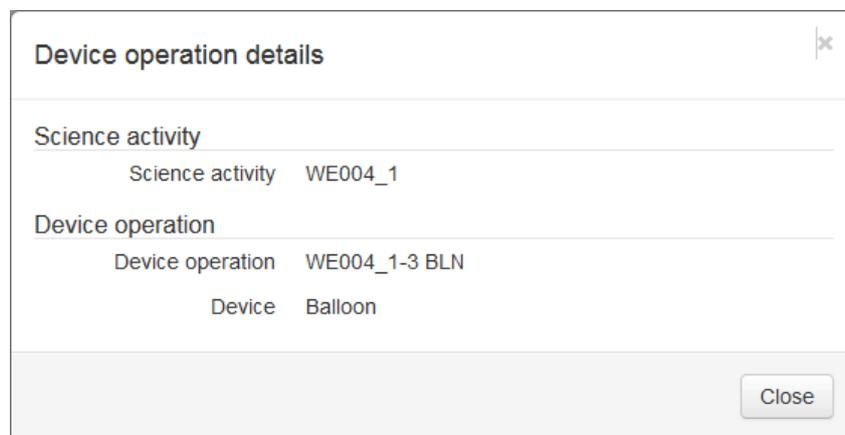 Device operation details ×
Science activity
Science activity WE004_1
Device operation
Device operation WE004_1-3 BLN
Device Balloon
Close